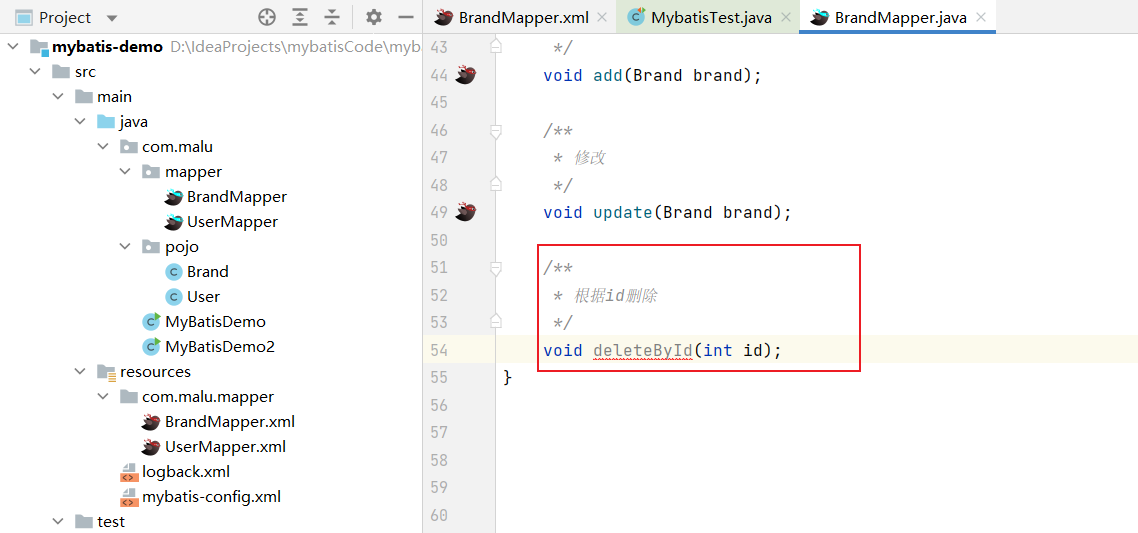 Project
mybatis-demo D:\IdeaProjects\mybatisCode\myb
src
main
java
com.malu
mapper
BrandMapper
UserMapper
pojo
Brand
User
MyBatisDemo
MyBatisDemo2
resources
com.malu.mapper
BrandMapper.xml
UserMapper.xml
logback.xml
mybatis-config.xml
test
BrandMapper.xml MybatisTest.java BrandMapper.java
43 */
44 void add(Brand brand);
45
46 /**
47 * 修改
48 */
49 void update(Brand brand);
50
51 /**
52 * 根据id删除
53 */
54 void deleteById(int id);
55 }
56
57
58
59
60